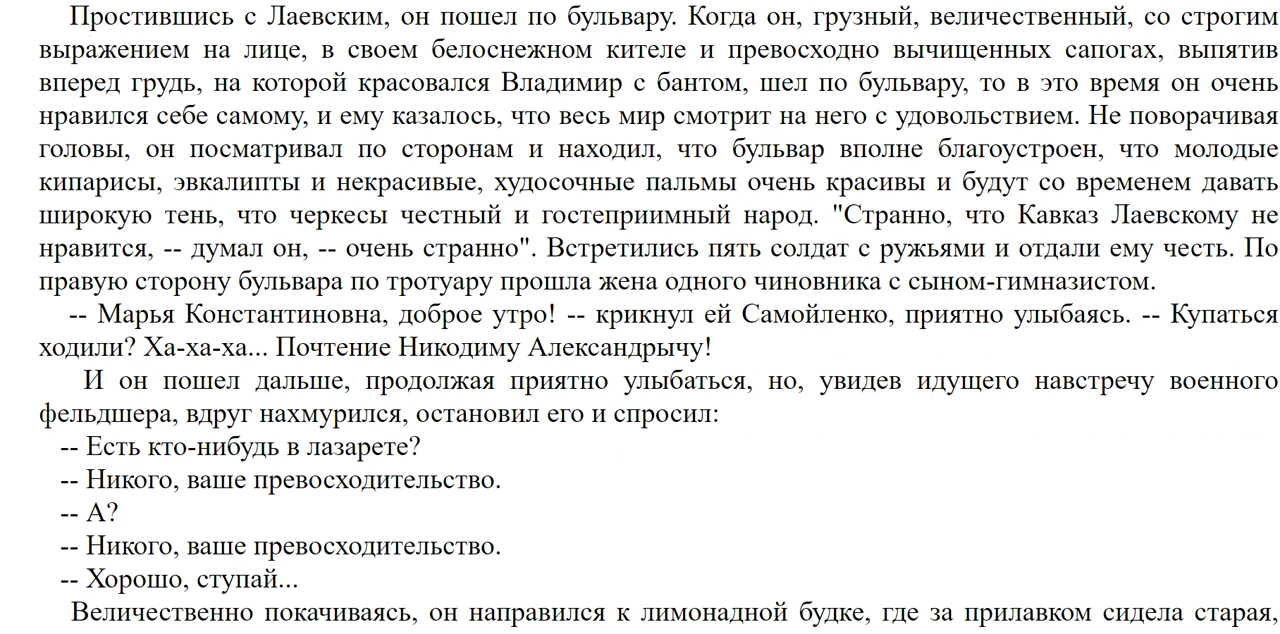 Простившись с Лаевским, он пошел по бульвару. Когда он, грузный, величественный, со строгим
выражением на лице, в своем белоснежном кителе и превосходно вычищенных сапогах, выпятив
вперед грудь, на которой красовался Владимир с бантом, шел по бульвару, то в это время он очень
нравился себе самому, и ему казалось, что весь мир смотрит на него с удовольствием. Не поворачивая
головы, он посматривал по сторонам и находил, что бульвар вполне благоустроен, что молодые
кипарисы, эвкалипты и некрасивые, худосочные пальмы очень красивы и будут со временем давать
широкую тень, что черкесы честный и гостеприимный народ. "Странно, что Кавказ Лаевскому не
нравится, -- думал он, -- очень странно". Встретились пять солдат с ружьями и отдали ему честь. По
правую сторону бульвара по тротуару прошла жена одного чиновника с сыном-гимназистом.
-- Марья Константиновна, доброе утро! -- крикнул ей Самойленко, приятно улыбаясь. -- Купаться
ходили? Ха-ха-ха... Почтение Никодиму Александрычу!
И он пошел дальше, продолжая приятно улыбаться, но, увидев идущего навстречу военного
фельдшера, вдруг нахмурился, остановил его и спросил:
-- Есть кто-нибудь в лазарете?
-- Никого, ваше превосходительство.
-- А?
-- Никого, ваше превосходительство.
-- Хорошо, ступай...
Величественно покачиваясь, он направился к лимонадной будке, где за прилавком сидела старая,